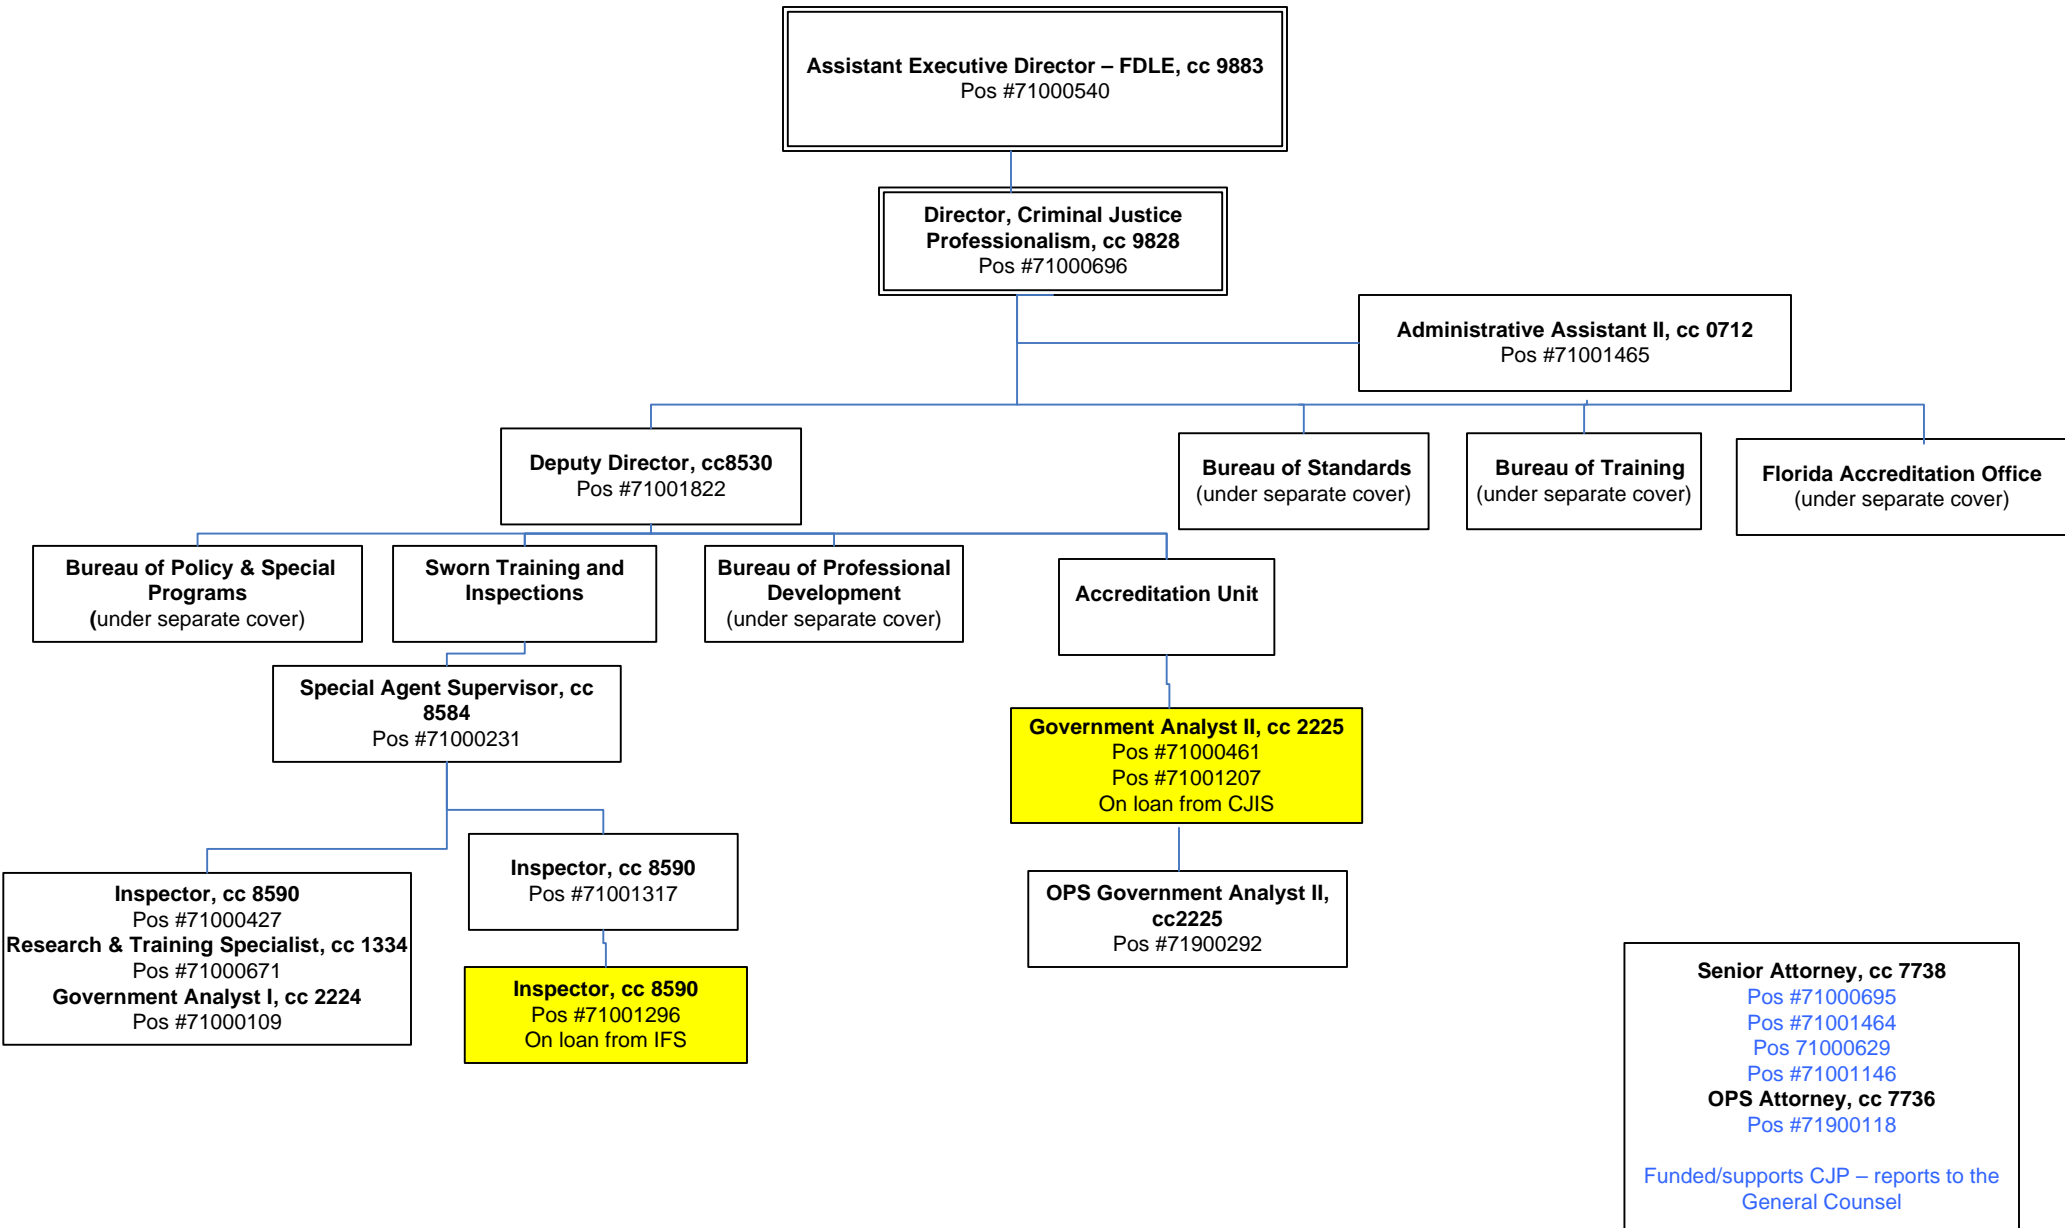 Assistant Executive Director – FDLE, cc 9883
Pos #71000540
Director, Criminal Justice
Professionalism, cc 9828
Pos #71000696
Administrative Assistant II, cc 0712
Pos #71001465
Deputy Director, cc8530
Pos #71001822
Bureau of Standards
(under separate cover)
Bureau of Training
(under separate cover)
Florida Accreditation Office
(under separate cover)
Bureau of Policy & Special
Programs
(under separate cover)
Sworn Training and
Inspections
Bureau of Professional
Development
(under separate cover)
Accreditation Unit
Special Agent Supervisor, cc
8584
Pos #71000231
Government Analyst II, cc 2225
Pos #71000461
Pos #71001207
On loan from CJIS
Inspector, cc 8590
Pos #71001317
Inspector, cc 8590
Pos #71000427
Research & Training Specialist, cc 1334
Pos #71000671
Government Analyst I, cc 2224
Pos #71000109
OPS Government Analyst II,
cc2225
Pos #71900292
Inspector, cc 8590
Pos #71001296
On loan from IFS
Senior Attorney, cc 7738
Pos #71000695
Pos #71001464
Pos 71000629
Pos #71001146
OPS Attorney, cc 7736
Pos #71900118
Funded/supports CJP – reports to the
General Counsel